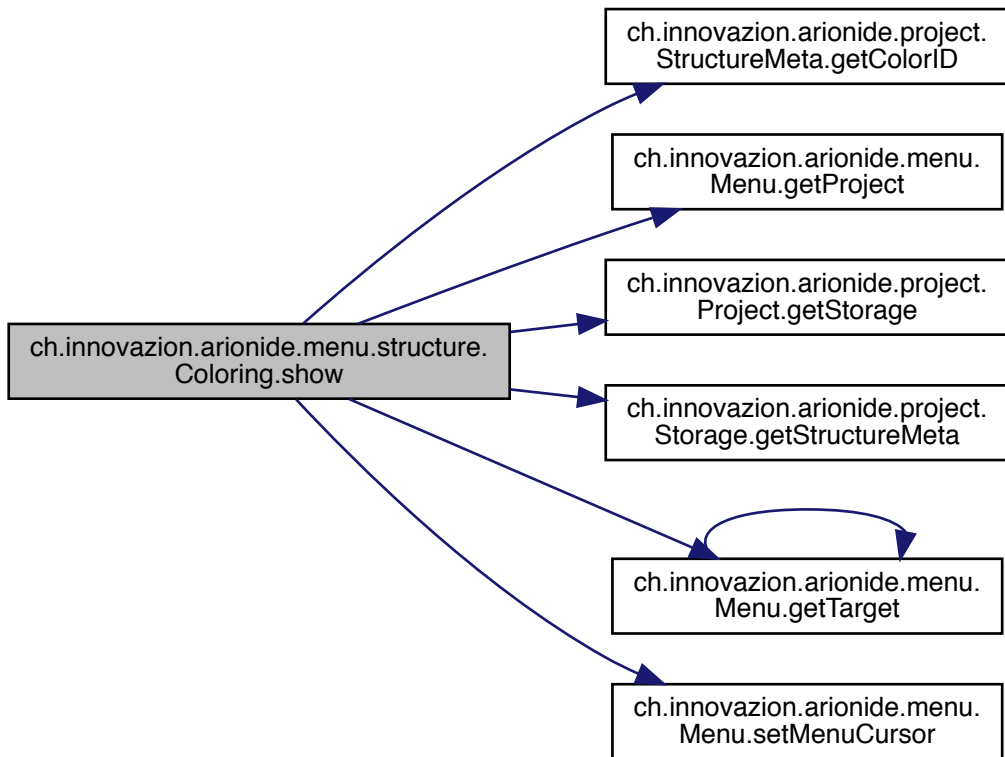 ch.innovazion.arionide.project.
StructureMeta.getColorID
ch.innovazion.arionide.menu.
Menu.getProject
ch.innovazion.arionide.project.
Project.getStorage
ch.innovazion.arionide.menu.structure.
Coloring.show
ch.innovazion.arionide.project.
Storage.getStructureMeta
ch.innovazion.arionide.menu.
Menu.getTarget
ch.innovazion.arionide.menu.
Menu.setMenuCursor